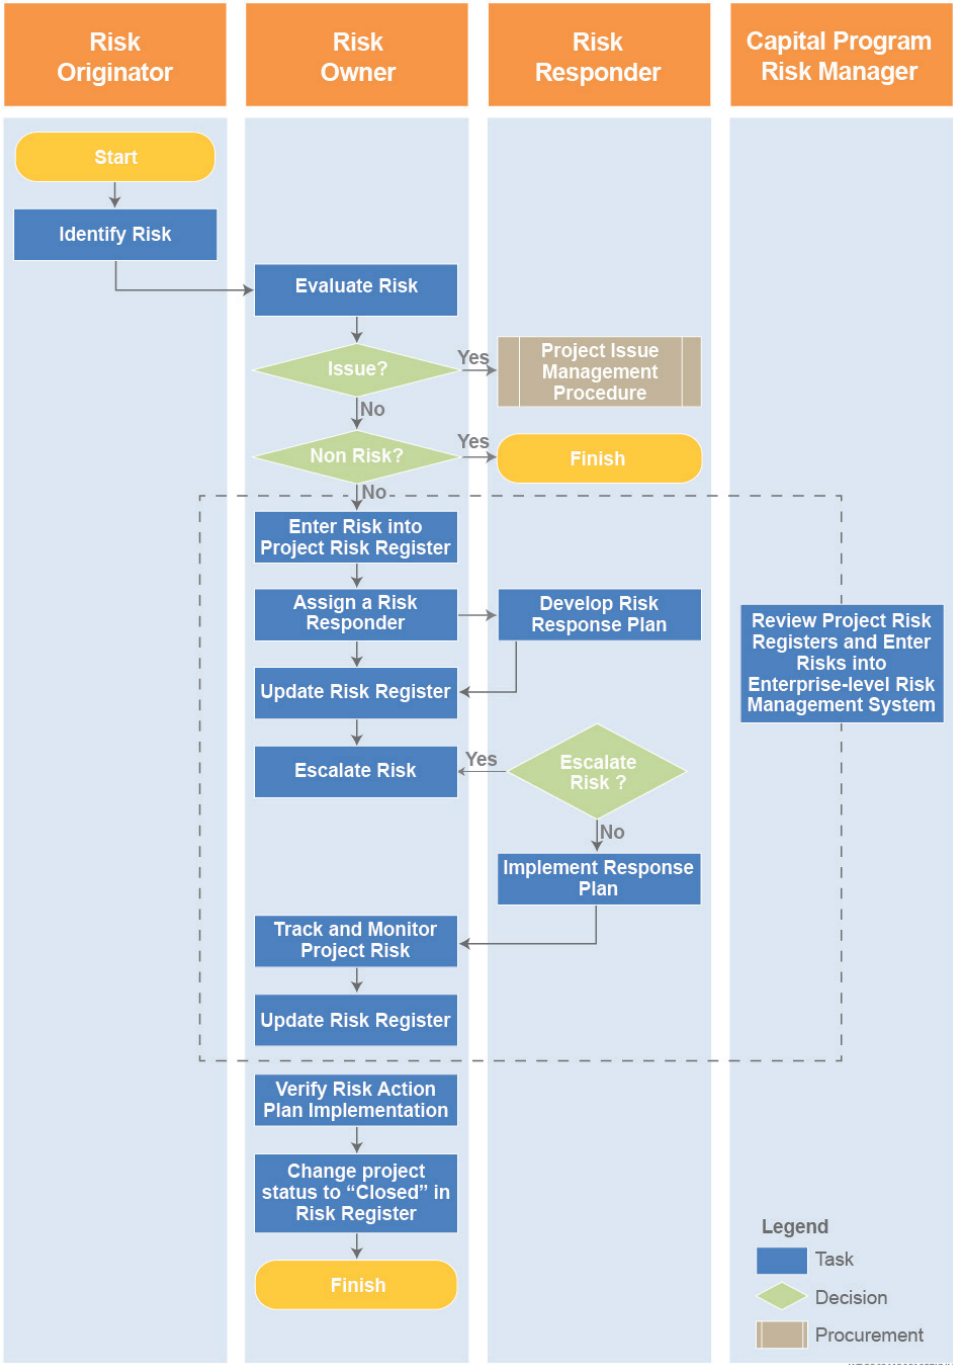 Risk
Originator
Risk
Owner
Risk
Responder
Capital Program
Risk Manager
Start
Identify Risk
Evaluate Risk
Issue?
Yes
Project Issue
Management
Procedure
No
Non Risk?
Yes
Finish
No
Enter Risk into
Project Risk Register
Assign a Risk
Responder
Develop Risk
Response Plan
Review Project Risk
Registers and Enter
Risks into
Enterprise-level Risk
Management System
Update Risk Register
Escalate Risk
Yes
Escalate
Risk ?
No
Implement Response
Plan
Track and Monitor
Project Risk
Update Risk Register
Verify Risk Action
Plan Implementation
Change project
status to “Closed” in
Risk Register
Finish
Legend
Task
Decision
Procurement